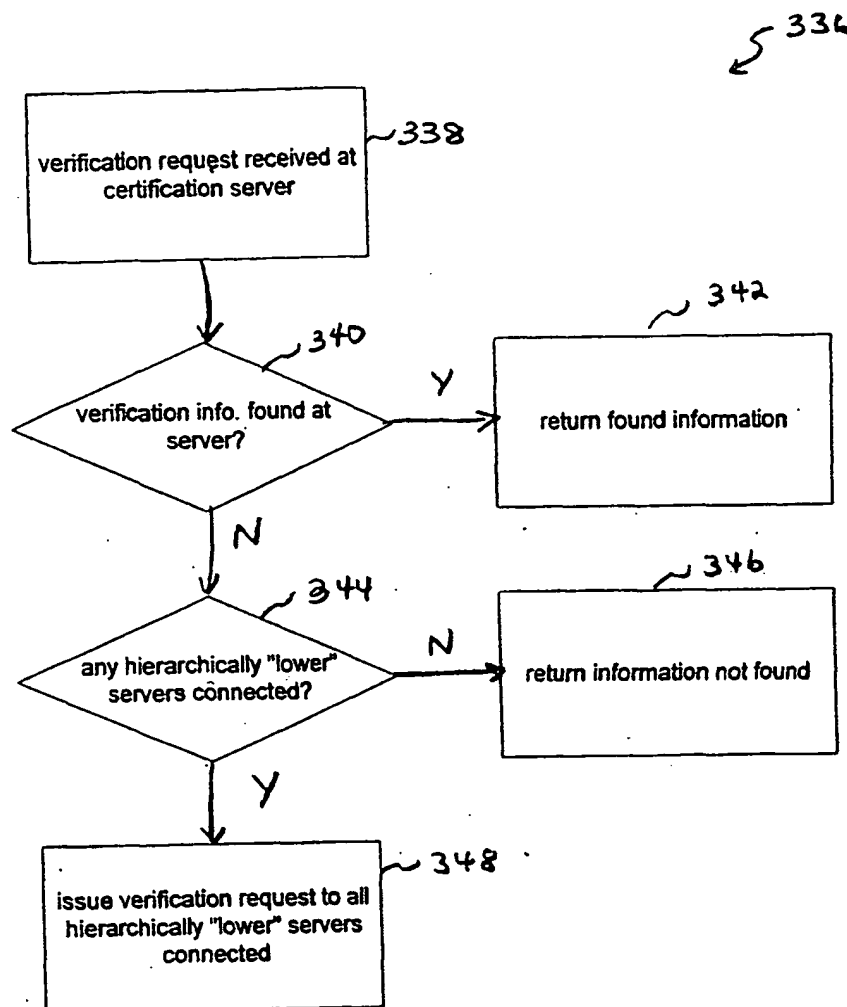 336
verification request received at
certification server
338
340
verification info. found at
server?
Y
342
return found information
N
344
any hierarchically "lower"
servers connected?
N
346
return information not found
Y
348
issue verification request to all
hierarchically "lower" servers
connected